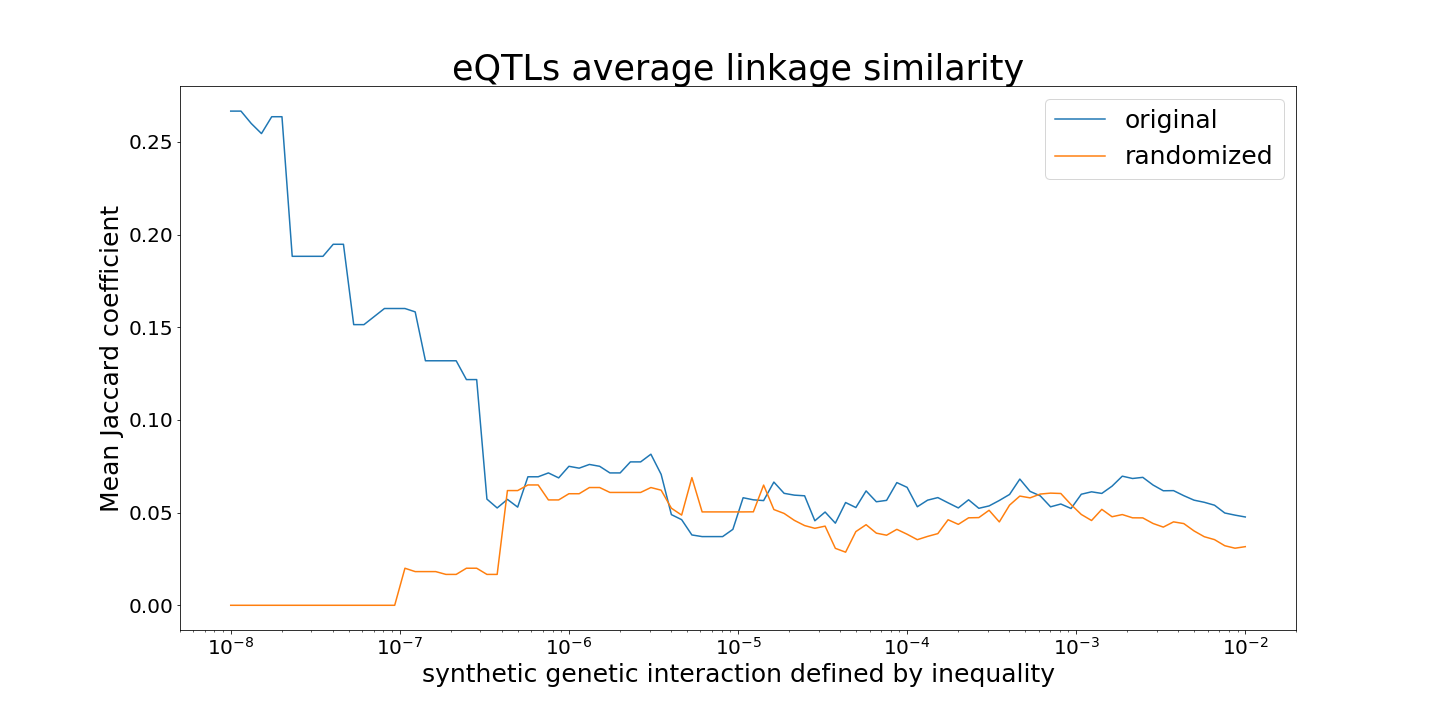 eQTLs average linkage similarity
original
randomized
Mean Jaccard coefficient
0.25
0.20
0.15
0.10
0.05
0.00
10⁻⁸ 10⁻⁷ 10⁻⁶ 10⁻⁵ 10⁻⁴ 10⁻³ 10⁻²
synthetic genetic interaction defined by inequality